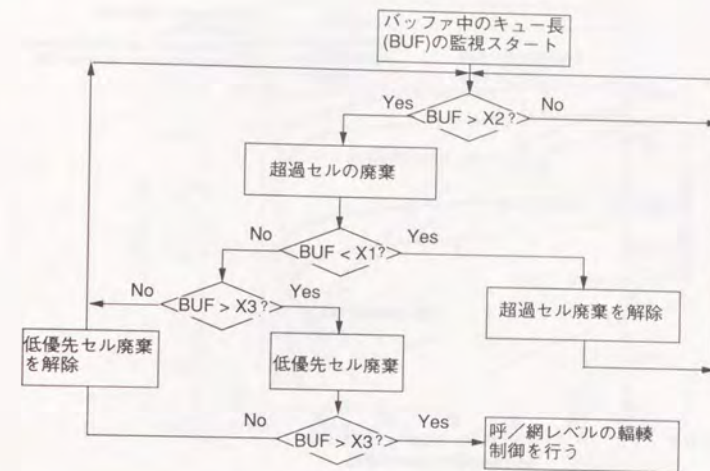 バッファ中のキュー長
(BUF)の監視スタート
Yes
No
BUF > X2?
超過セルの廃棄
No
Yes
BUF < X1?
No
Yes
BUF > X3?
超過セル廃棄を解除
低優先セル廃棄
を解除
低優先セル廃棄
No
Yes
BUF > X3?
呼／網レベルの輻輳
制御を行う